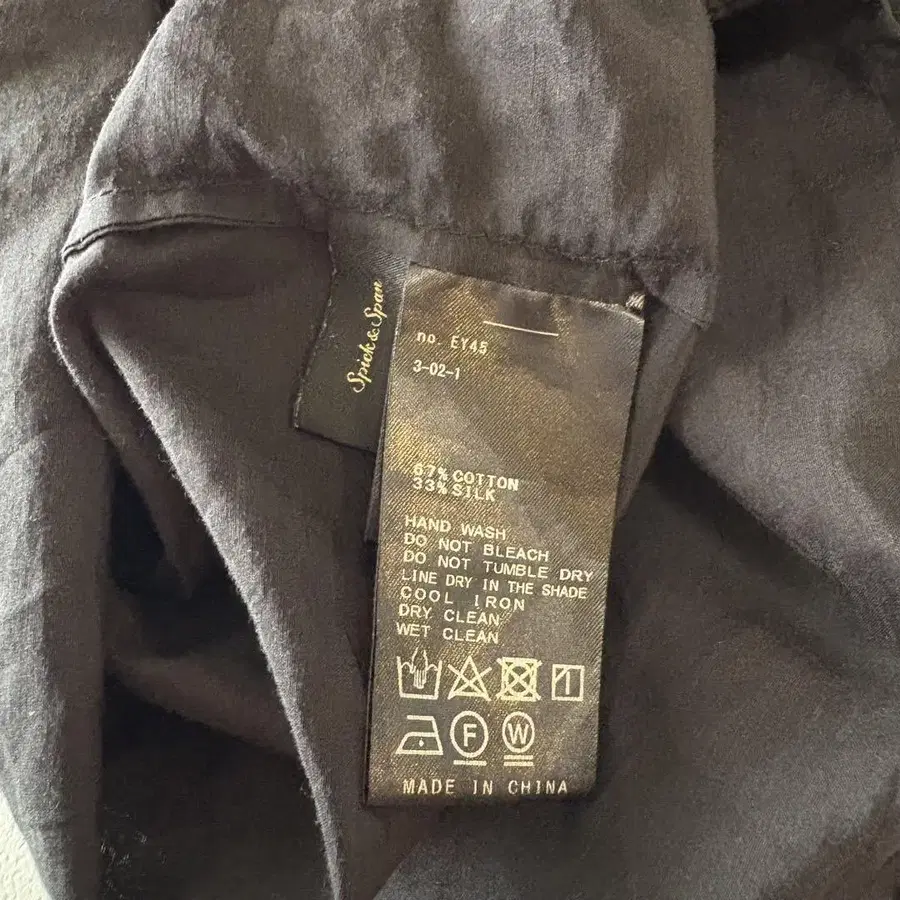 Spick & Span
no. EY45
3-02-1
67% COTTON
33% SILK
HAND WASH
DO NOT BLEACH
DO NOT TUMBLE DRY
LINE DRY IN THE SHADE
COOL IRON
DRY CLEAN
WET CLEAN
F W
MADE IN CHINA